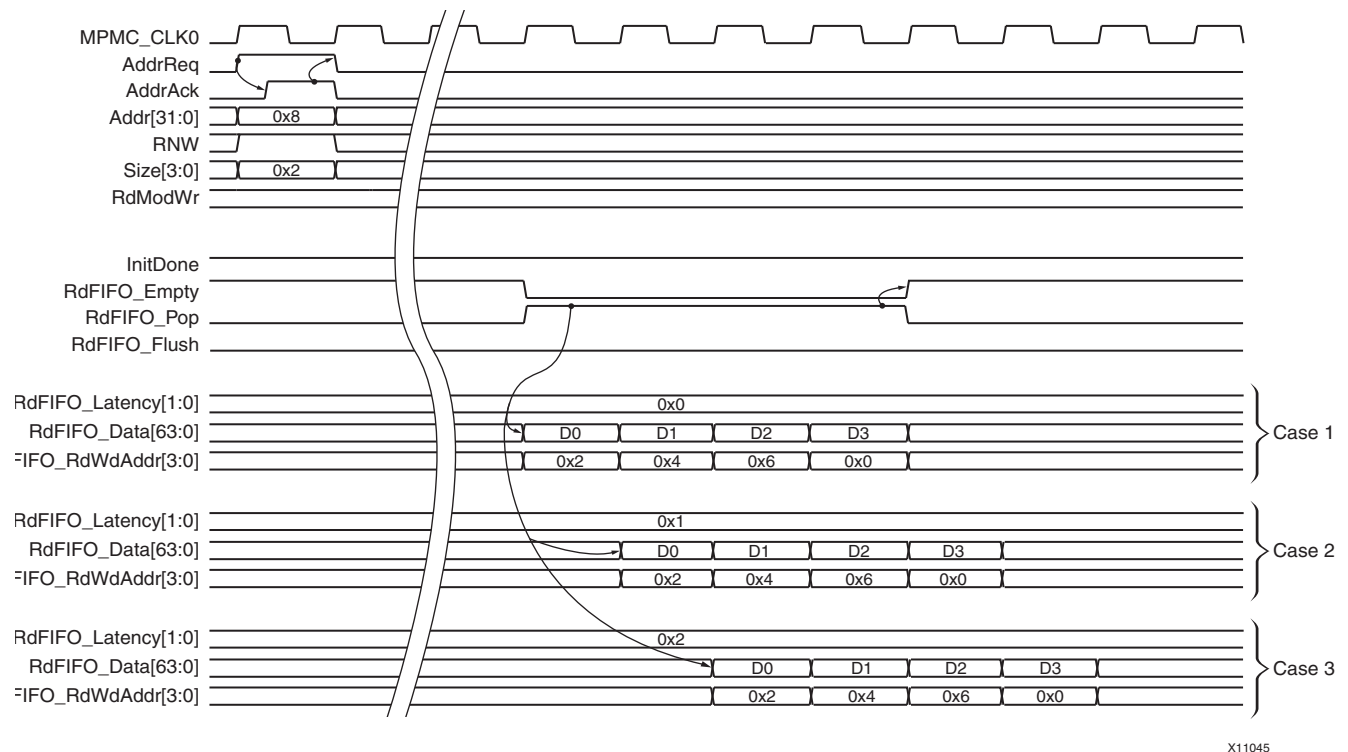 MPMC_CLK0
AddrReq
AddrAck
Addr[31:0] 0x8
RNW
Size[3:0] 0x2
RdModWr
InitDone
RdFIFO_Empty
RdFIFO_Pop
RdFIFO_Flush
RdFIFO_Latency[1:0] 0x0
RdFIFO_Data[63:0] D0 D1 D2 D3 Case 1
FIFO_RdWdAddr[3:0] 0x2 0x4 0x6 0x0
RdFIFO_Latency[1:0] 0x1
RdFIFO_Data[63:0] D0 D1 D2 D3 Case 2
FIFO_RdWdAddr[3:0] 0x2 0x4 0x6 0x0
RdFIFO_Latency[1:0] 0x2
RdFIFO_Data[63:0] D0 D1 D2 D3 Case 3
FIFO_RdWdAddr[3:0] 0x2 0x4 0x6 0x0
X11045